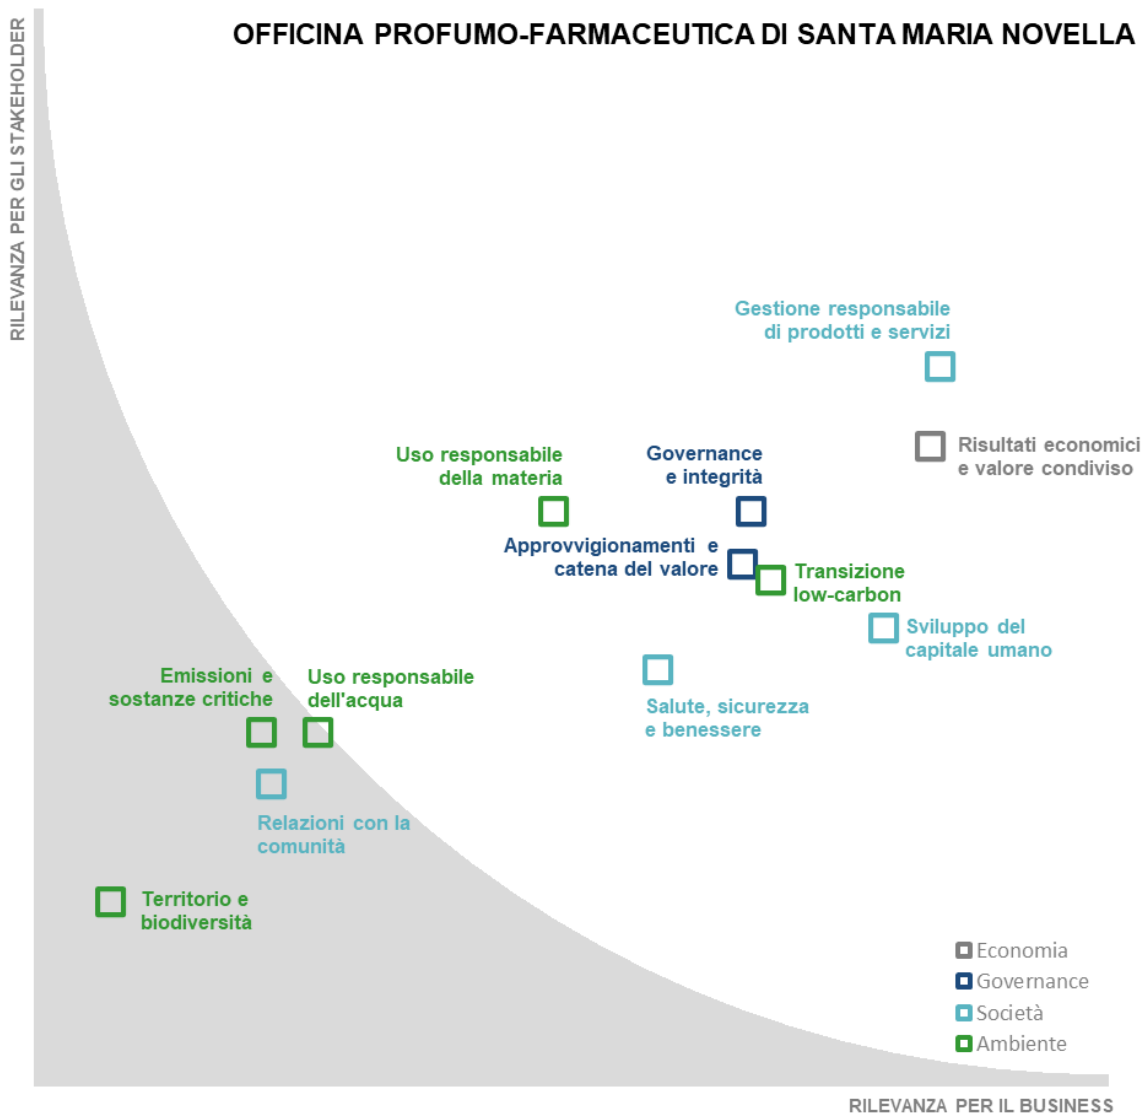 OFFICINA PROFUMO-FARMACEUTICA DI SANTA MARIA NOVELLA
RILEVANZA PER GLI STAKEHOLDER
Gestione responsabile
di prodotti e servizi
Risultati economici
e valore condiviso
Uso responsabile
della materia
Governance
e integrità
Approvvigionamenti e
catena del valore
Transizione
low-carbon
Sviluppo del
capitale umano
Emissioni e
sostanze critiche
Uso responsabile
dell'acqua
Salute, sicurezza
e benessere
Relazioni con la
comunità
Territorio e
biodiversità
Economia
Governance
Società
Ambiente
RILEVANZA PER IL BUSINESS